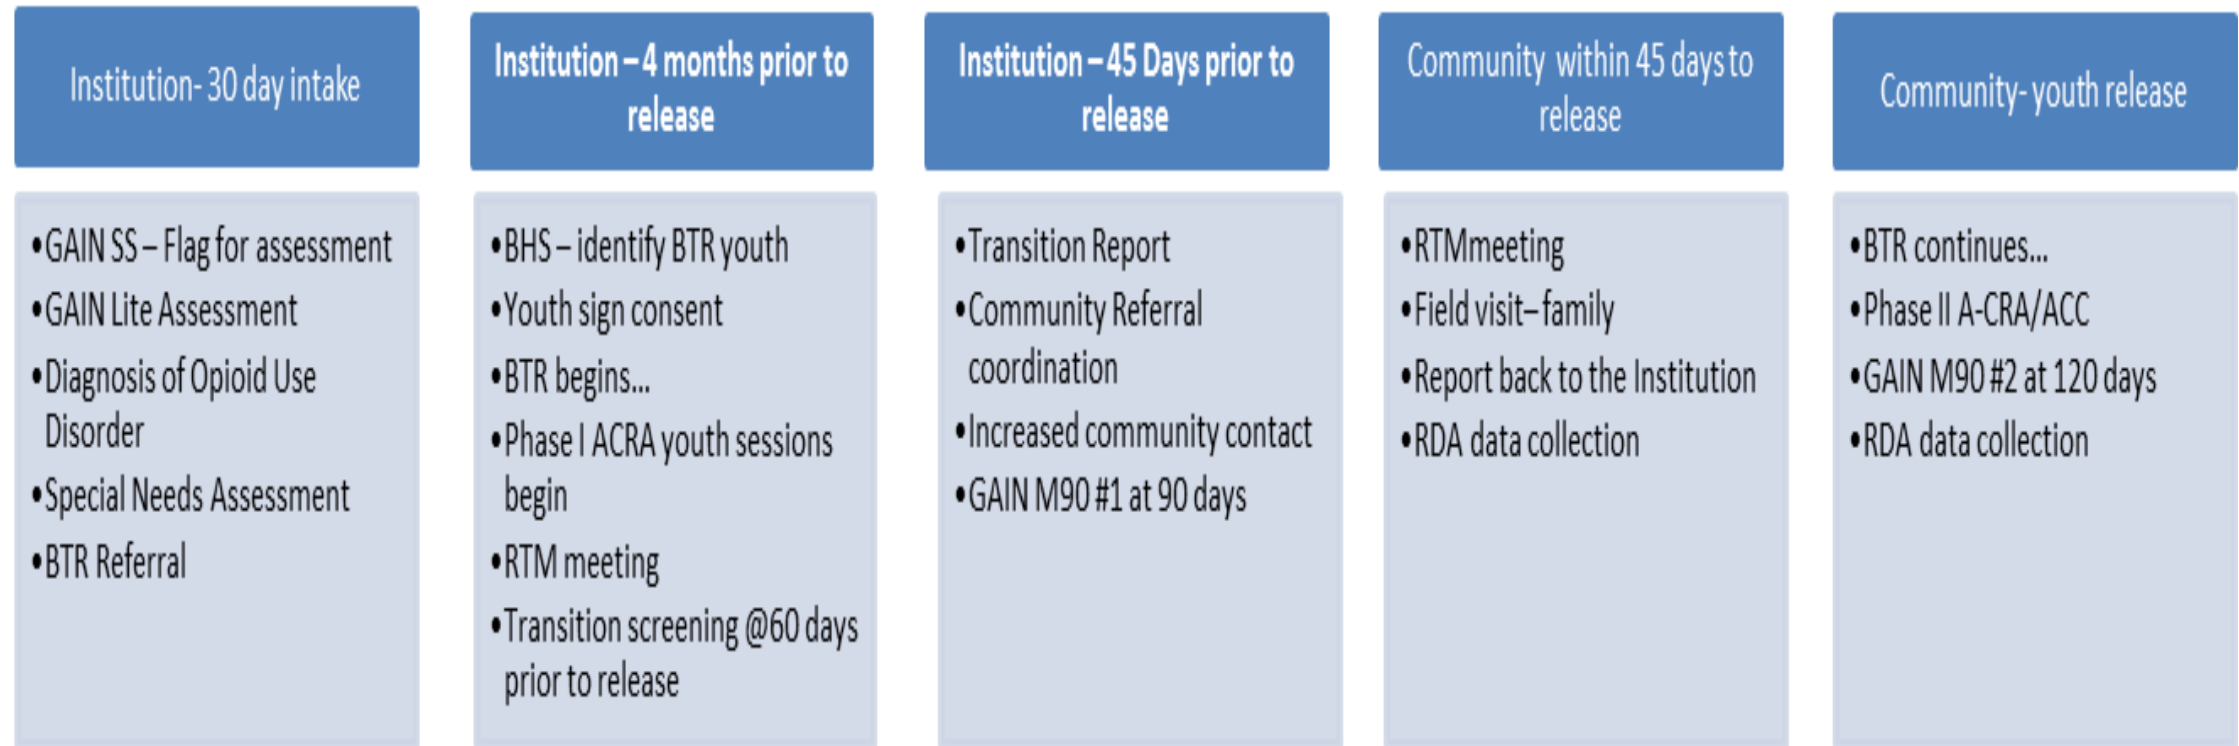 Institution- 30 day intake
•GAIN SS – Flag for assessment
•GAIN Lite Assessment
•Diagnosis of Opioid Use
Disorder
•Special Needs Assessment
•BTR Referral
Institution – 4 months prior to
release
•BHS – identify BTR youth
•Youth sign consent
•BTR begins...
•Phase I ACRA youth sessions
begin
•RTM meeting
•Transition screening @60 days
prior to release
Institution – 45 Days prior to
release
•Transition Report
•Community Referral
coordination
•Increased community contact
•GAIN M90 #1 at 90 days
Community within 45 days to
release
•RTMmeeting
•Field visit– family
•Report back to the Institution
•RDA data collection
Community- youth release
•BTR continues...
•Phase II A-CRA/ACC
•GAIN M90 #2 at 120 days
•RDA data collection